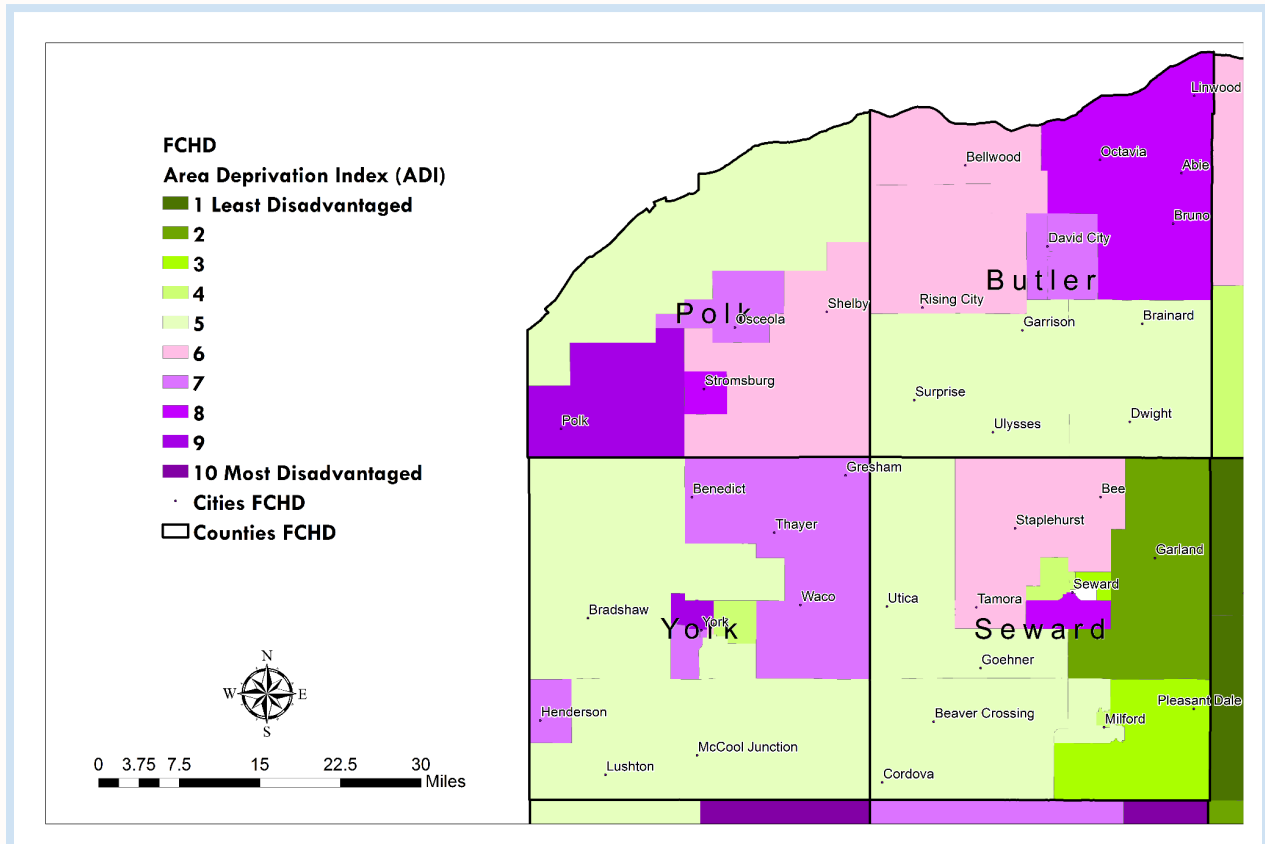 FCHD
Area Deprivation Index (ADI)
1 Least Disadvantaged
2
3
4
5
6
7
8
9
10 Most Disadvantaged
Cities FCHD
Counties FCHD
N
W E
S
0 3.75 7.5 15 22.5 30
Miles
Linwood
Bellwood
Octavia
Abie
Bruno
David City
Butler
Rising City
Shelby
Polk
Osceola
Garrison
Brainard
Stromsburg
Surprise
Polk
Ulysses
Dwight
Gresham
Benedict
Bee
Thayer
Staplehurst
Garland
Seward
Waco
Utica
Tamora
Bradshaw
York
York
Seward
Goehner
Henderson
Pleasant Dale
Beaver Crossing
Milford
McCool Junction
Lushton
Cordova